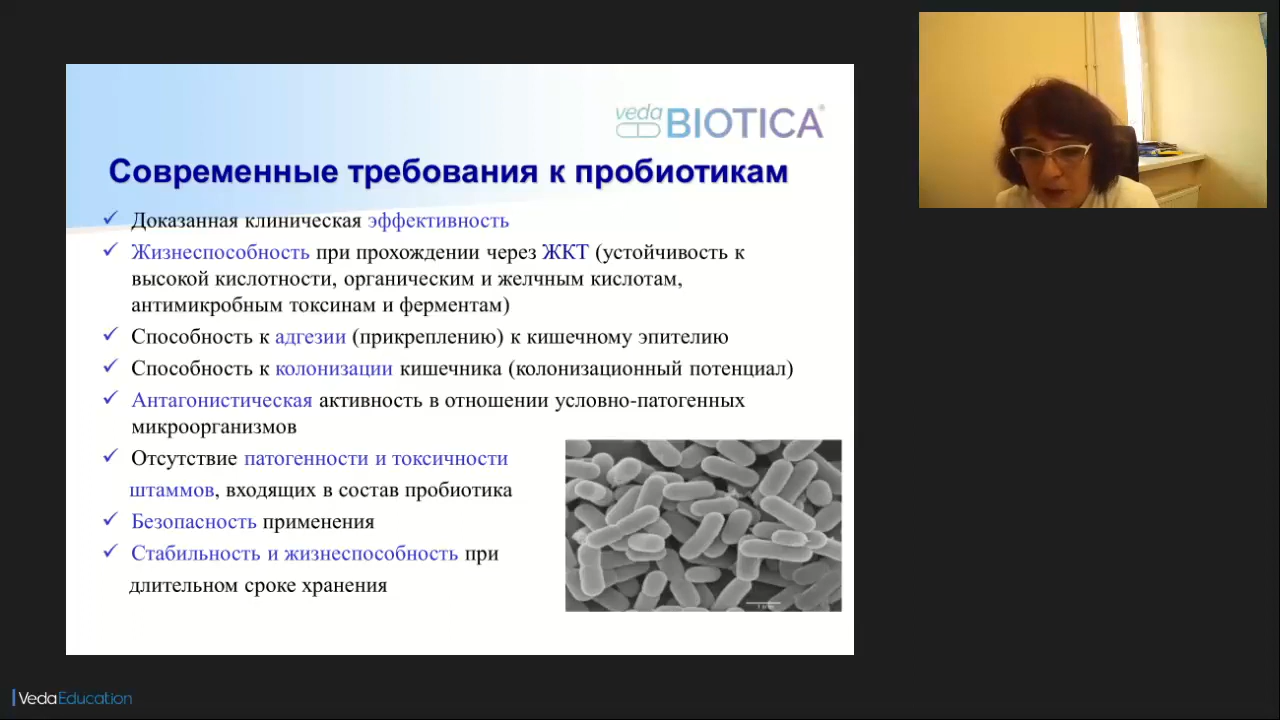 veda BIOTICA®
Современные требования к пробиотикам
✓ Доказанная клиническая эффективность
✓ Жизнеспособность при прохождении через ЖКТ (устойчивость к
высокой кислотности, органическим и желчным кислотам,
антимикробным токсинам и ферментам)
✓ Способность к адгезии (прикреплению) к кишечному эпителию
✓ Способность к колонизации кишечника (колонизационный потенциал)
✓ Антагонистическая активность в отношении условно-патогенных
микроорганизмов
✓ Отсутствие патогенности и токсичности
штаммов, входящих в состав пробиотика
✓ Безопасность применения
✓ Стабильность и жизнеспособность при
длительном сроке хранения
VedaEducation